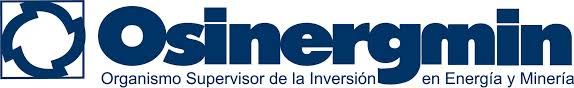 Osinergmin
Organismo Supervisor de la Inversión en Energía y Minería